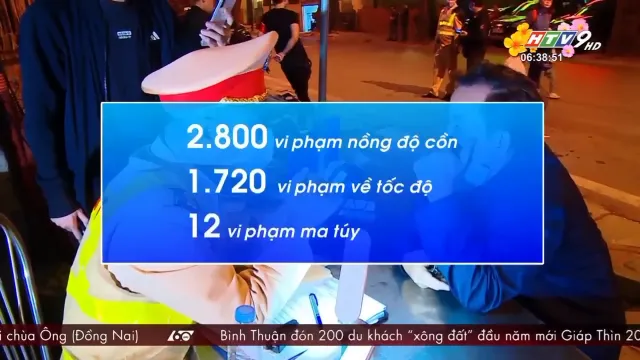 HTV9 HD
06:38:51
2.800 vi phạm nồng độ cồn
1.720 vi phạm về tốc độ
12 vi phạm ma túy
i chùa Ông (Đồng Nai) 60 Bình Thuận đón 200 du khách "xông đất" đầu năm mới Giáp Thìn 20